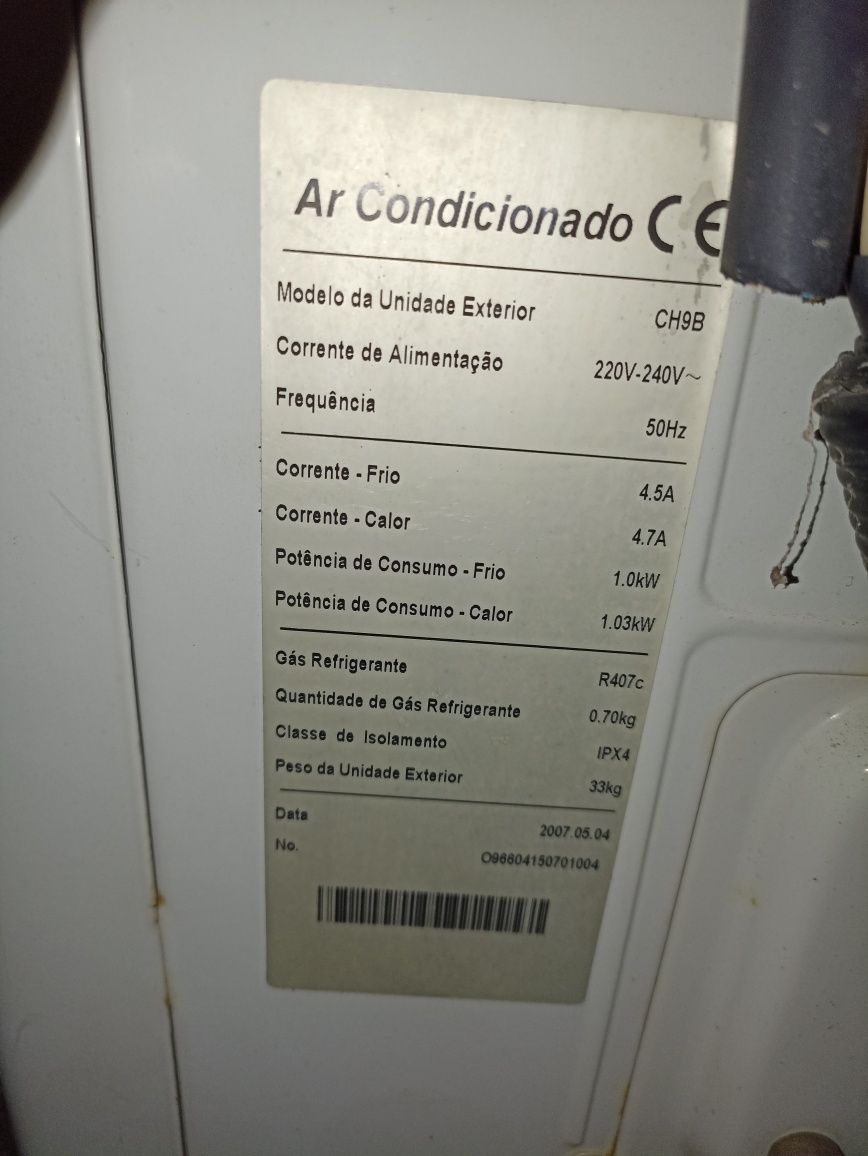 Ar Condicionado CE
Modelo da Unidade Exterior CH9B
Corrente de Alimentação 220V-240V~
Frequência 50Hz
Corrente - Frio 4.5A
Corrente - Calor 4.7A
Potência de Consumo - Frio 1.0kW
Potência de Consumo - Calor 1.03kW
Gás Refrigerante R407c
Quantidade de Gás Refrigerante 0.70kg
Classe de Isolamento IPX4
Peso da Unidade Exterior 33kg
Data 2007.05.04
No. O96604150701004